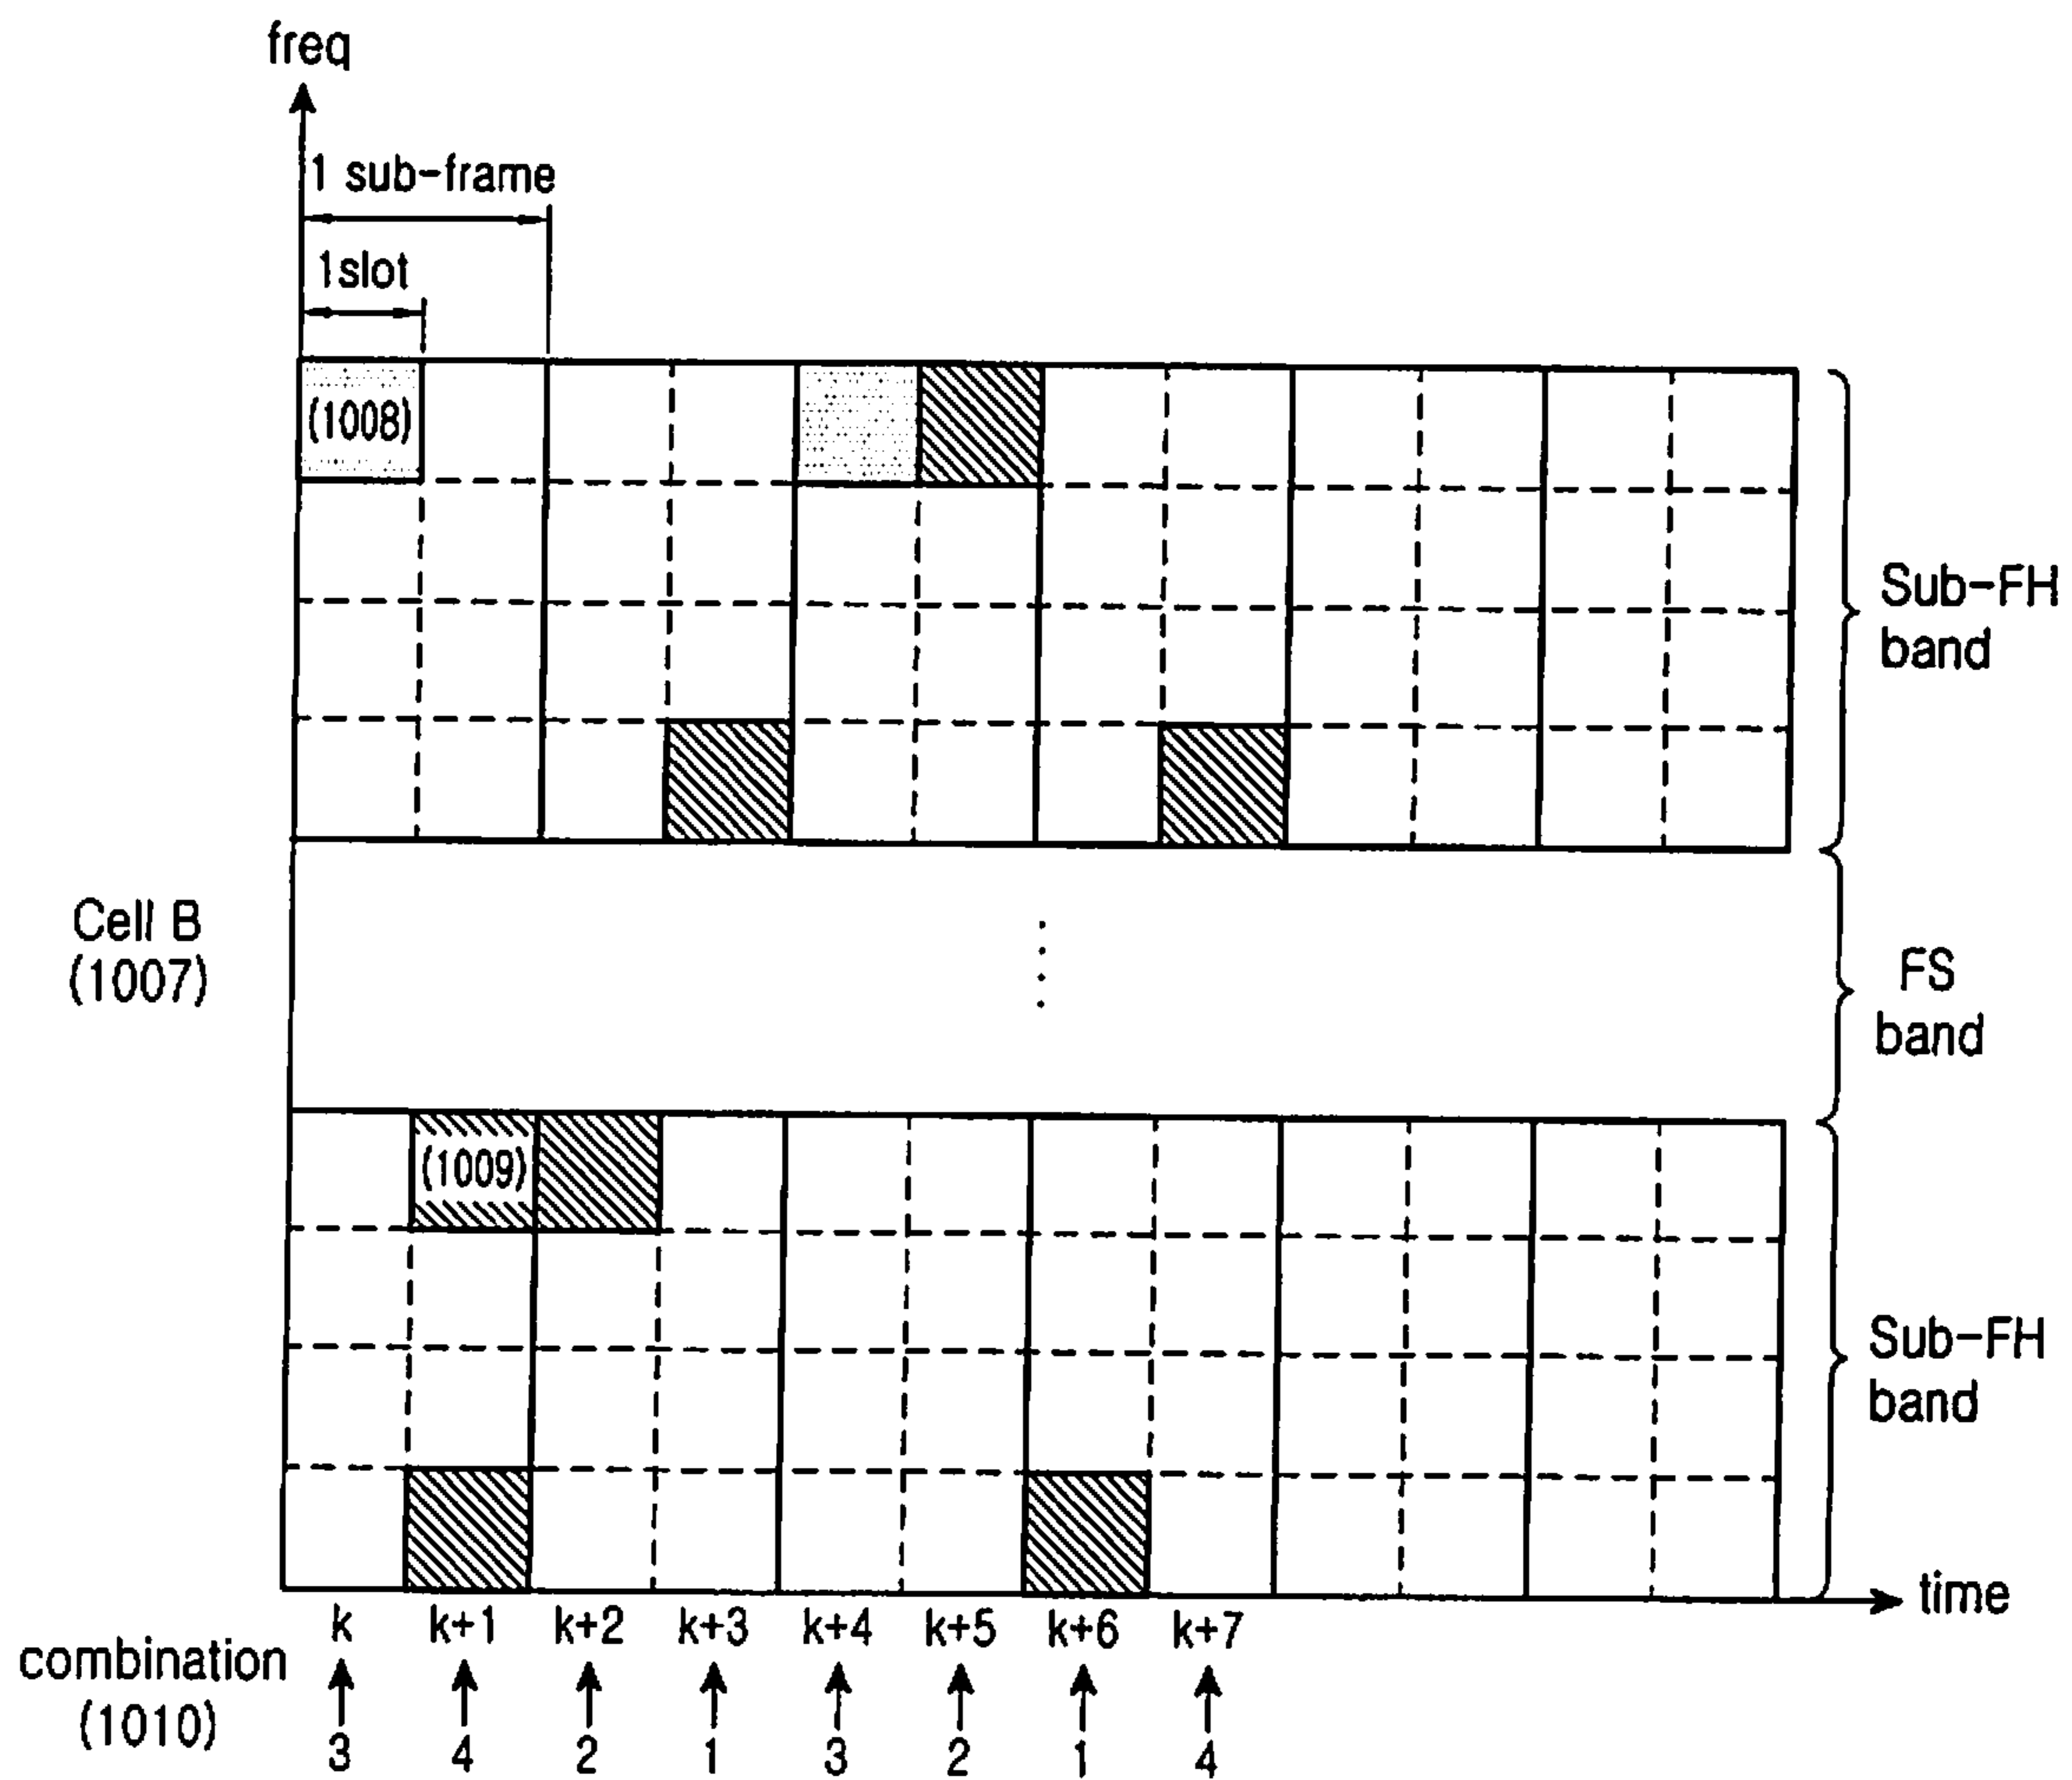 freq
1 sub-frame
1slot
(1008)
Sub-FH
band
Cell B
(1007)
FS
band
(1009)
Sub-FH
band
time
k k+1 k+2 k+3 k+4 k+5 k+6 k+7
combination
(1010)
3 4 2 1 3 2 1 4